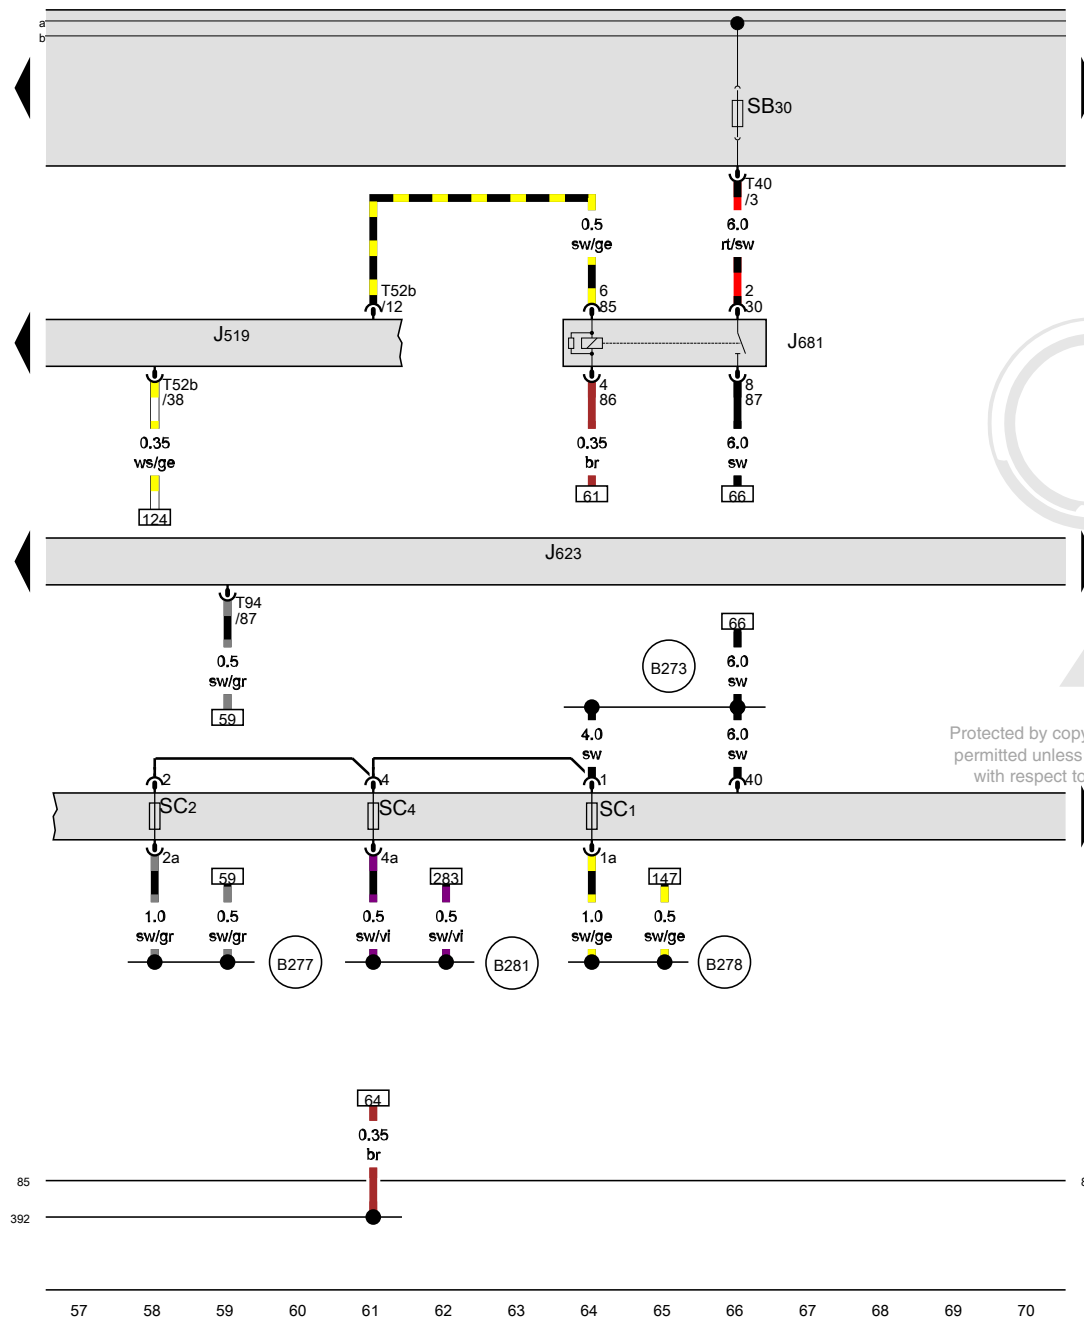 a
b
SB30
T40
/3
0.5
sw/ge
6.0
rt/sw
T52b
/12
6
85
2
30
J519
J681
T52b
/38
4
86
8
87
0.35
ws/ge
0.35
br
6.0
sw
124
61
66
J623
T94
/87
66
0.5
sw/gr
B273
6.0
sw
59
4.0
sw
6.0
sw
2
4
1
40
SC2
SC4
SC1
2a
4a
1a
59
283
147
1.0
sw/gr
0.5
sw/gr
0.5
sw/vi
0.5
sw/vi
1.0
sw/ge
0.5
sw/ge
B277
B281
B278
Protected by copy
permitted unless
with respect to
64
0.35
br
85
8
392
57 58 59 60 61 62 63 64 65 66 67 68 69 70